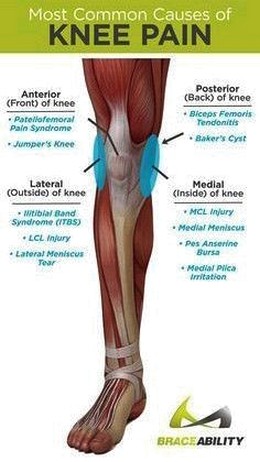 Most Common Causes of
KNEE PAIN
Anterior
(Front) of knee
• Patellofemoral
Pain Syndrome
• Jumper's Knee
Posterior
(Back) of knee
• Biceps Femoris
Tendonitis
• Baker's Cyst
Lateral
(Outside) of knee
• Ilitibial Band
Syndrome (ITBS)
• LCL Injury
• Lateral Meniscus
Tear
Medial
(Inside) of knee
• MCL Injury
• Medial Meniscus
• Pes Anserine
Bursa
• Medial Plica
Irritation
BRACEABILITY